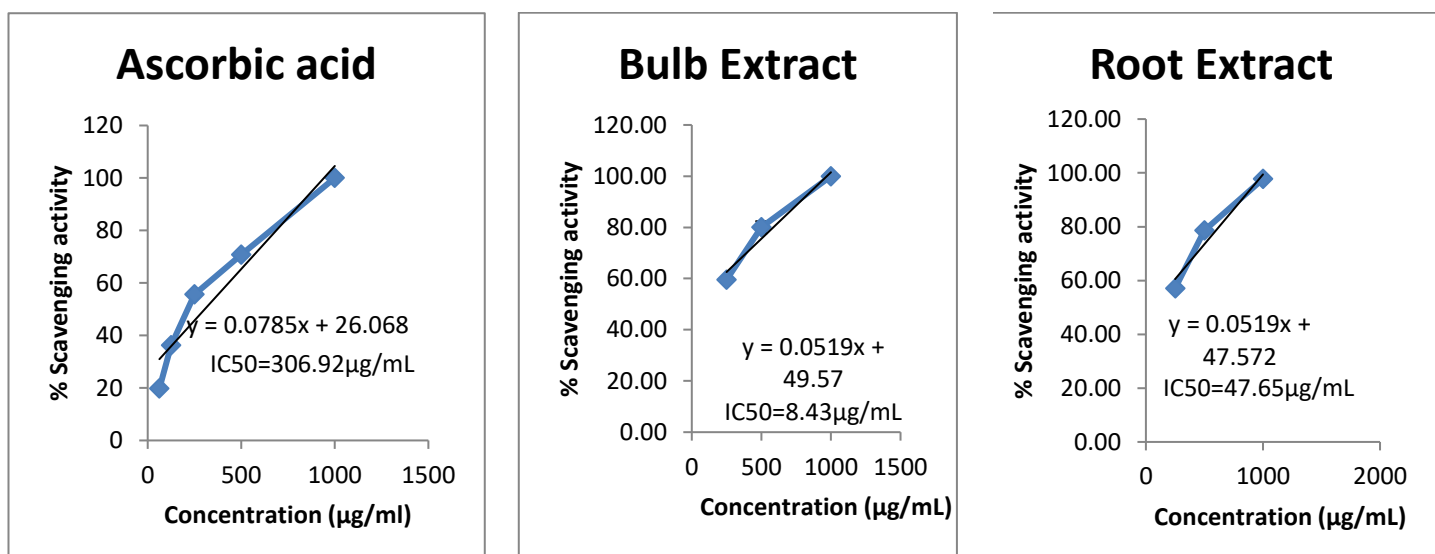 Ascorbic acid
120
100
80
60
40
20
0
% Scavenging activity
y = 0.0785x + 26.068
IC50=306.92µg/mL
0 500 1000 1500
Concentration (µg/ml)
Bulb Extract
120.00
100.00
80.00
60.00
40.00
20.00
0.00
% Scavenging activity
y = 0.0519x +
49.57
IC50=8.43µg/mL
0 500 1000 1500
Concentration (µg/mL)
Root Extract
120.00
100.00
80.00
60.00
40.00
20.00
0.00
% Scavenging activity
y = 0.0519x +
47.572
IC50=47.65µg/mL
0 1000 2000
Concentration (µg/mL)